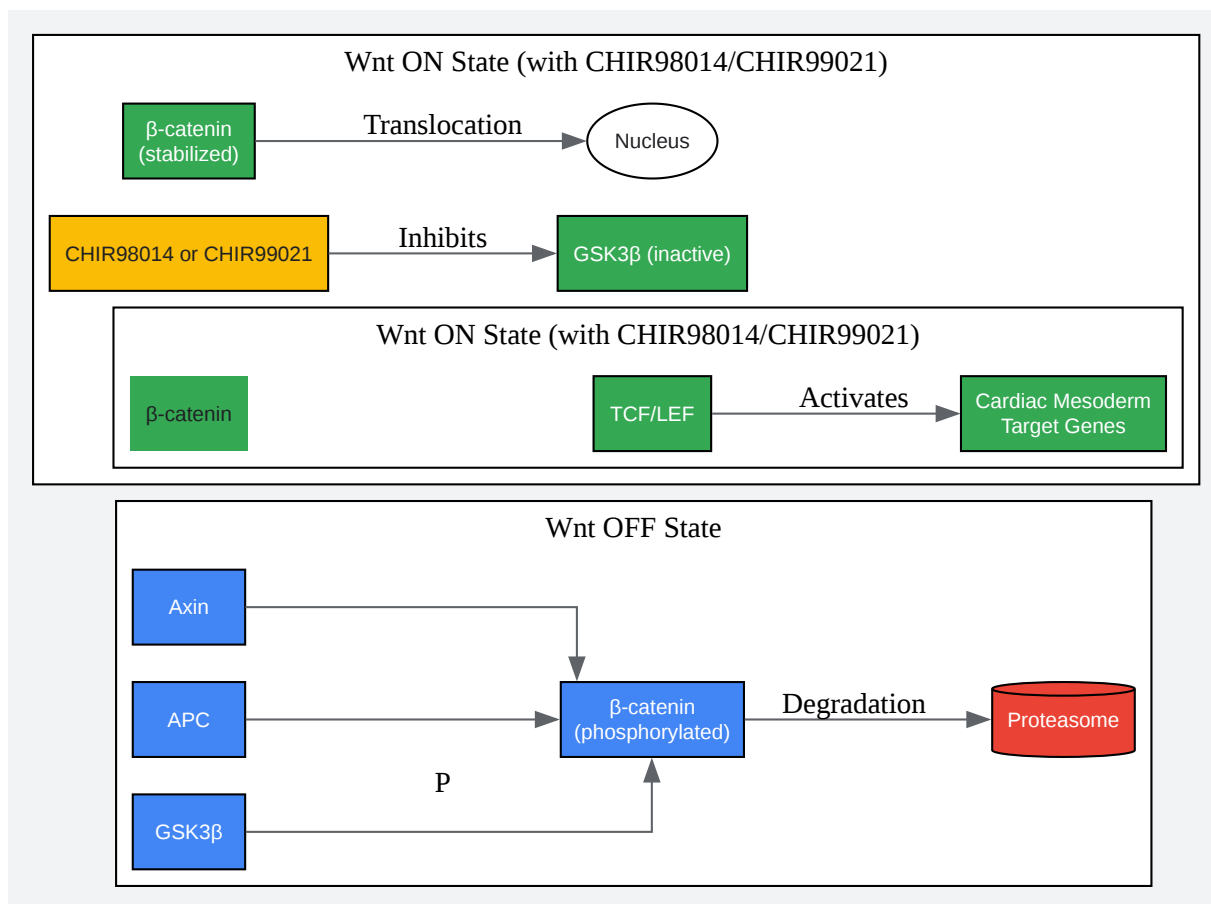 Wnt ON State (with CHIR98014/CHIR99021)
β-catenin
(stabilized)
Translocation
Nucleus
CHIR98014 or CHIR99021
Inhibits
GSK3β (inactive)
Wnt ON State (with CHIR98014/CHIR99021)
β-catenin
TCF/LEF
Activates
Cardiac Mesoderm
Target Genes
Wnt OFF State
Axin
APC
β-catenin
(phosphorylated)
Degradation
Proteasome
P
GSK3β